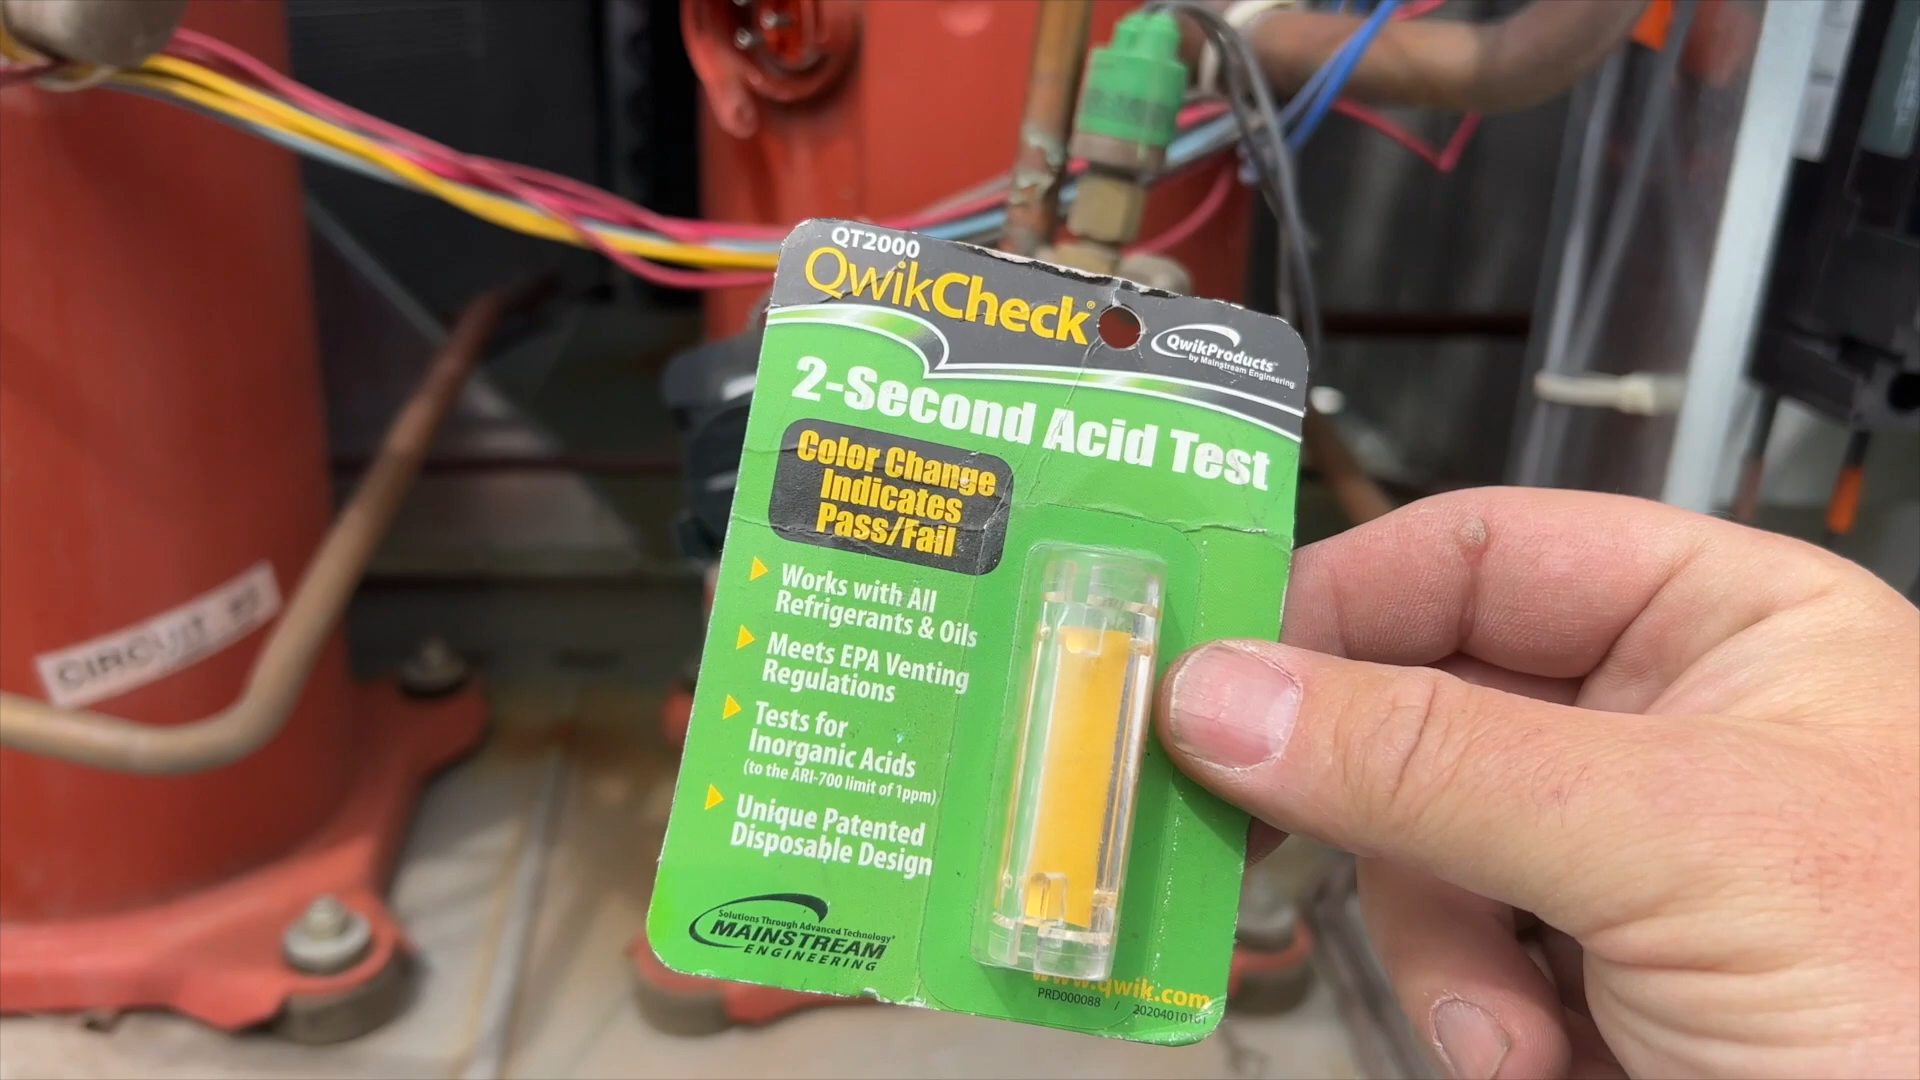 QT2000
QwikCheck®
QwikProducts™
by Mainstream Engineering
2-Second Acid Test
Color Change
Indicates
Pass/Fail
Works with All
Refrigerants & Oils
Meets EPA Venting
Regulations
Tests for
Inorganic Acids
(to the ARI-700 limit of 1ppm)
Unique Patented
Disposable Design
Solutions Through Advanced Technology®
MAINSTREAM
ENGINEERING
www.qwik.com
PRD000088 / 20204010161
CIRCUIT